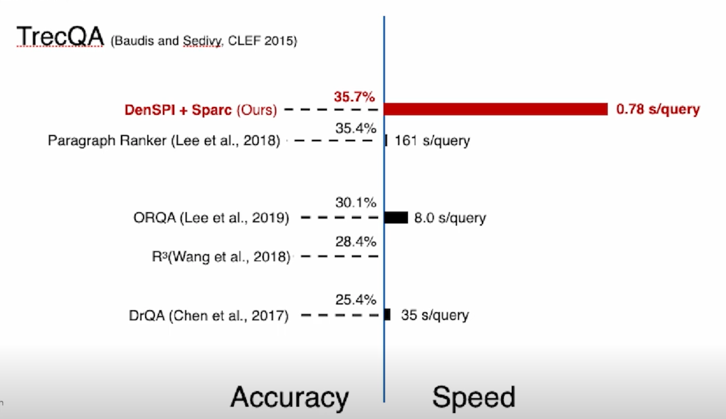 TrecQA (Baudis and Sedivy, CLEF 2015)
35.7%
DenSPI + Sparc (Ours) 0.78 s/query
35.4%
Paragraph Ranker (Lee et al., 2018) 161 s/query
30.1%
ORQA (Lee et al., 2019) 8.0 s/query
28.4%
R³(Wang et al., 2018)
25.4%
DrQA (Chen et al., 2017) 35 s/query
Accuracy Speed